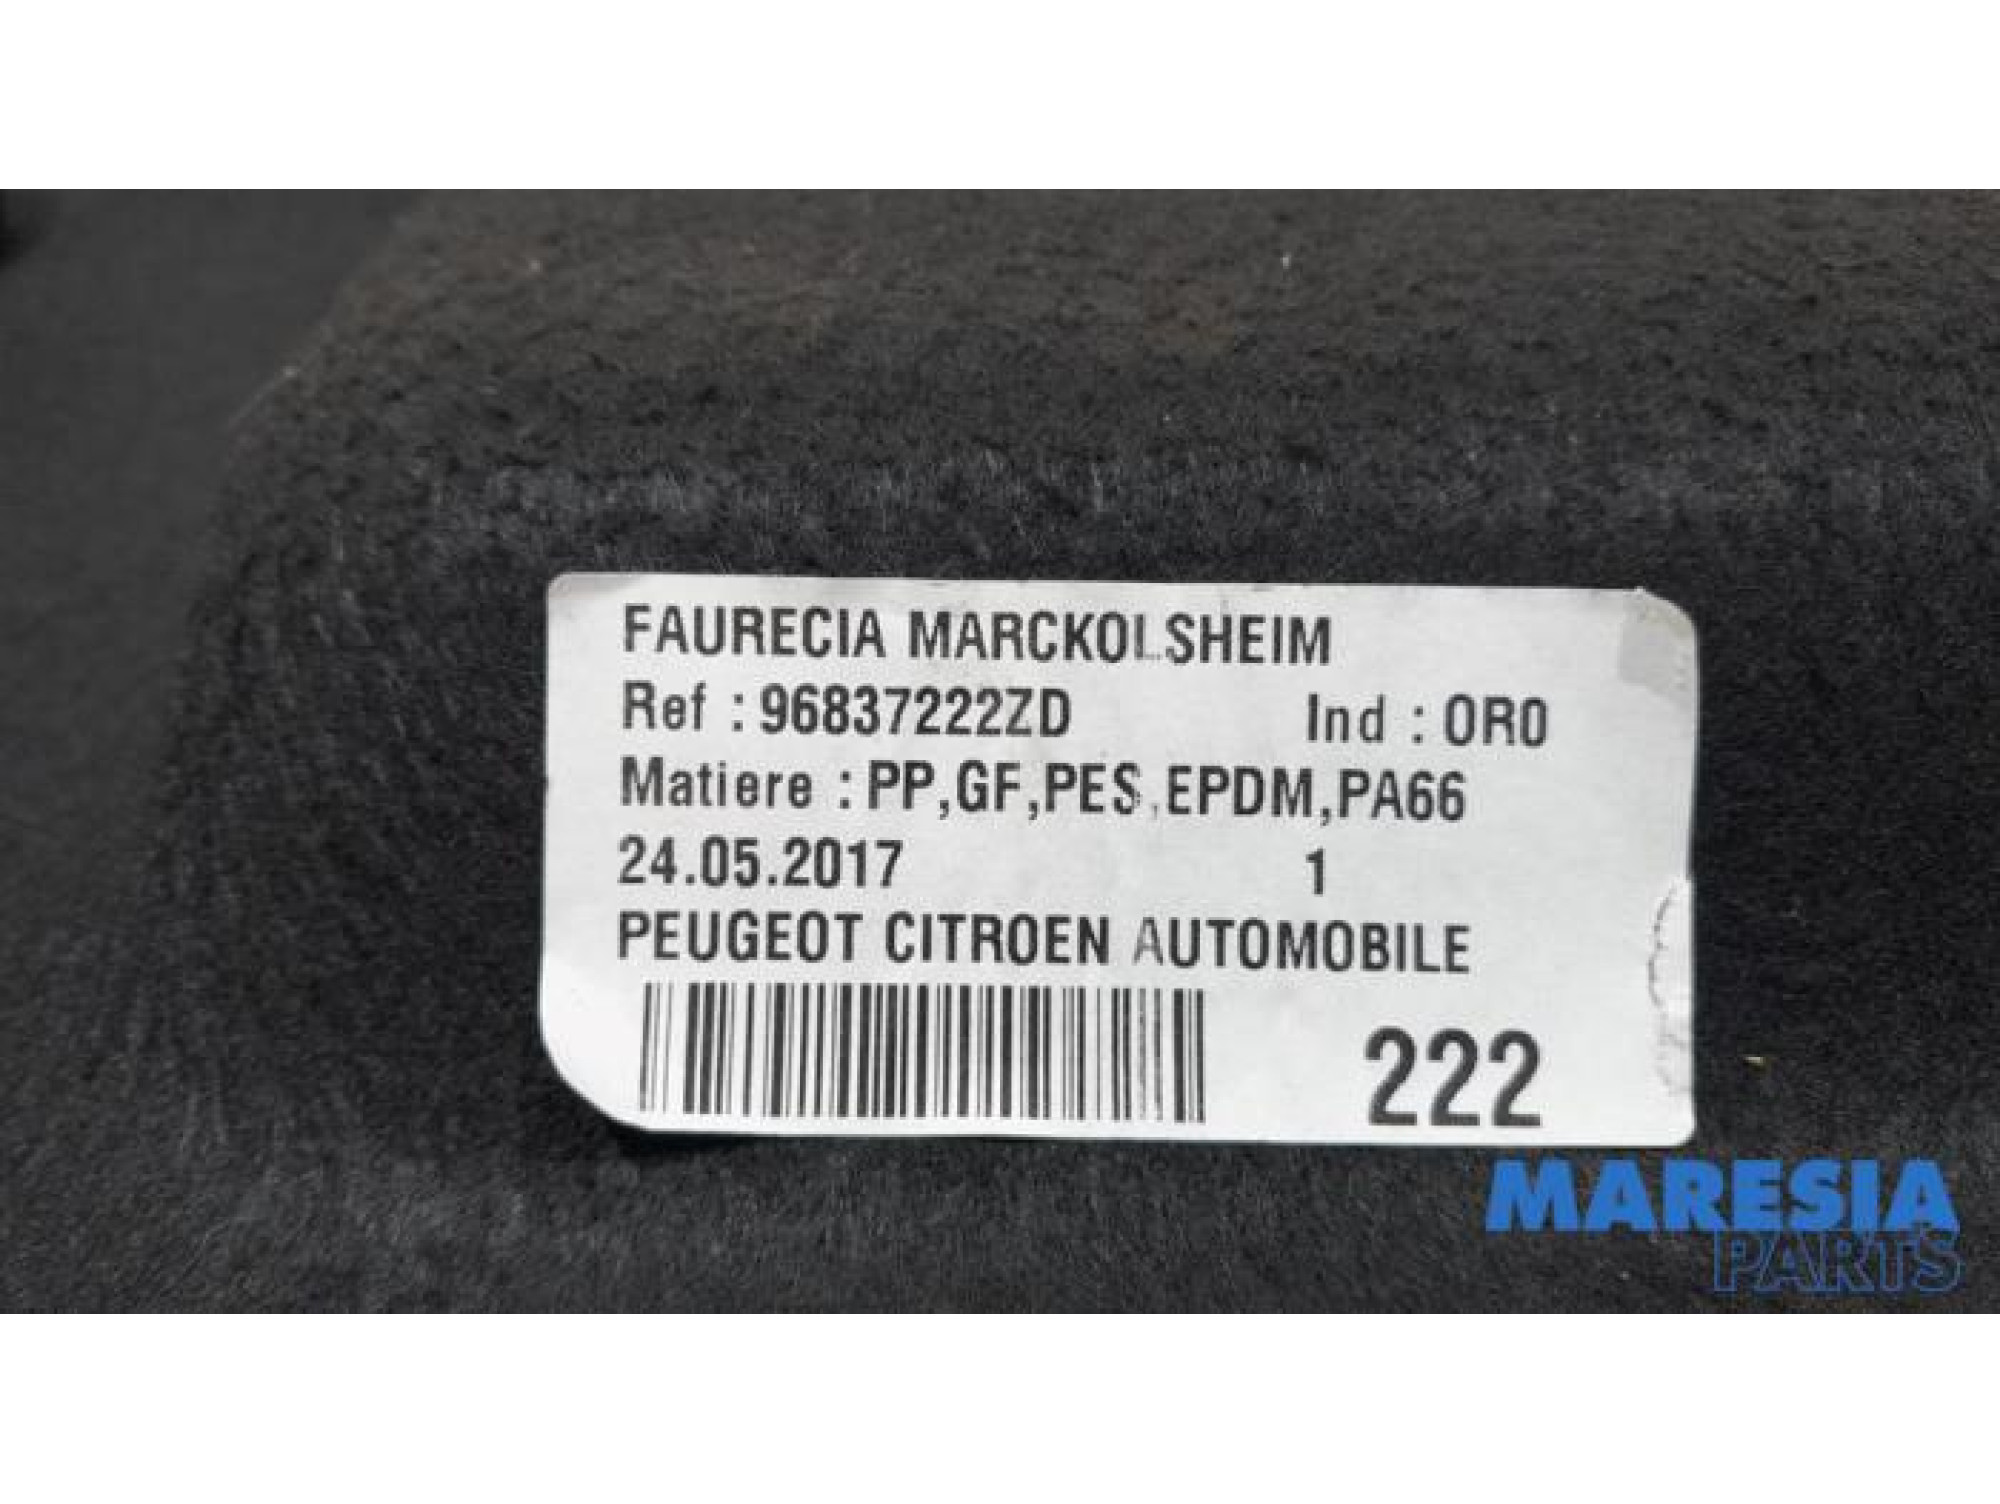 FAURECIA MARCKOLSHEIM
Ref : 96837222ZD Ind : 0R0
Matiere : PP,GF,PES,EPDM,PA66
24.05.2017 1
PEUGEOT CITROEN AUTOMOBILE
222
MARESIA
PARTS